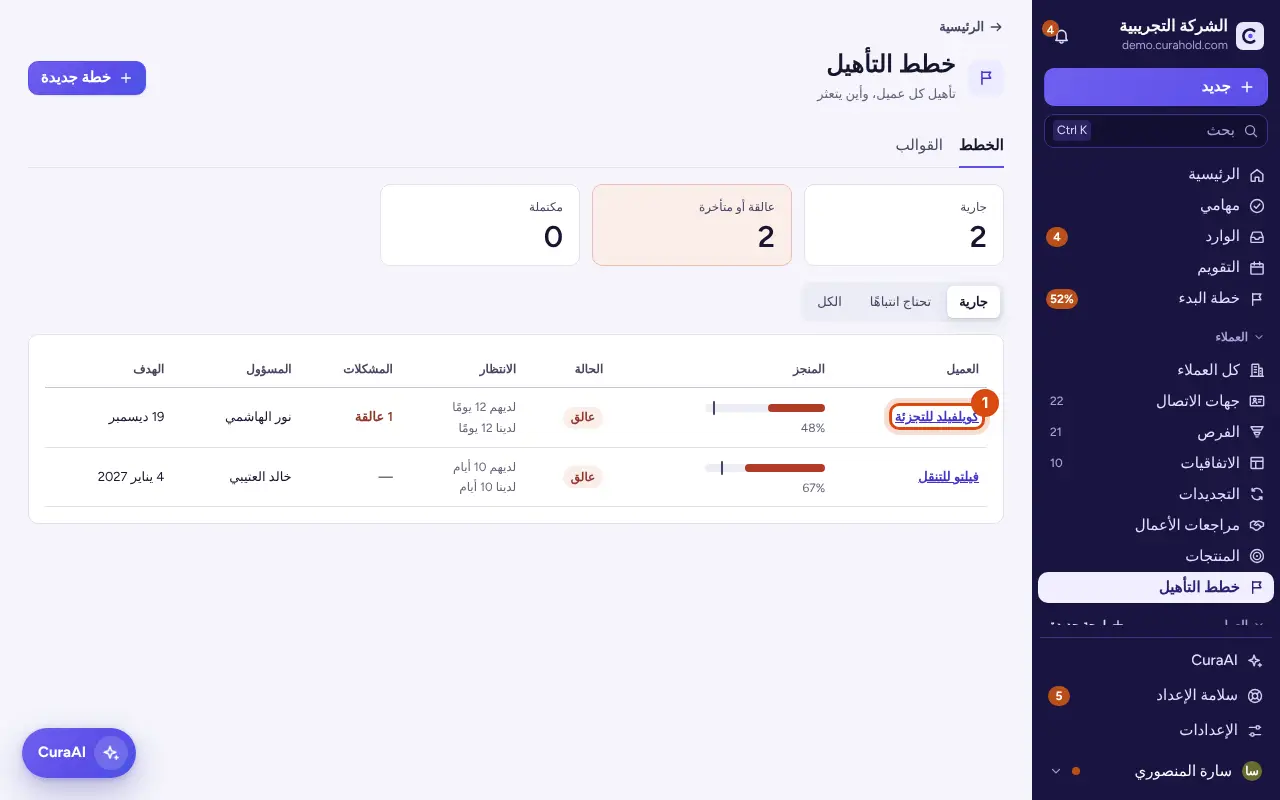 الشركة التجريبية
demo.curahold.com
4
جديد
بحث
Ctrl K
الرئيسية
مهامي
الوارد 4
التقويم
خطة البدء 52%
العملاء
كل العملاء
جهات الاتصال 22
الفرص 21
الاتفاقيات 10
التجديدات
مراجعات الأعمال
المنتجات
خطط التأهيل
CuraAI
سلامة الإعداد 5
الإعدادات
سا سارة المنصوري
الرئيسية
خطط التأهيل
تأهيل كل عميل، وأين يتعثر
+ خطة جديدة
الخطط القوالب
جارية
2
عالقة أو متأخرة
2
مكتملة
0
جارية تحتاج انتباهًا الكل
العميل المنجز الحالة الانتظار المشكلات المسؤول الهدف
1
كويلفيلد للتجزئة 48% عالق لديهم 12 يومًا
لدينا 12 يومًا
1 عالقة نور الهاشمي 19 ديسمبر
فيلتو للتنقل 67% عالق لديهم 10 أيام
لدينا 10 أيام
— خالد العتيبي 4 يناير 2027
CuraAI